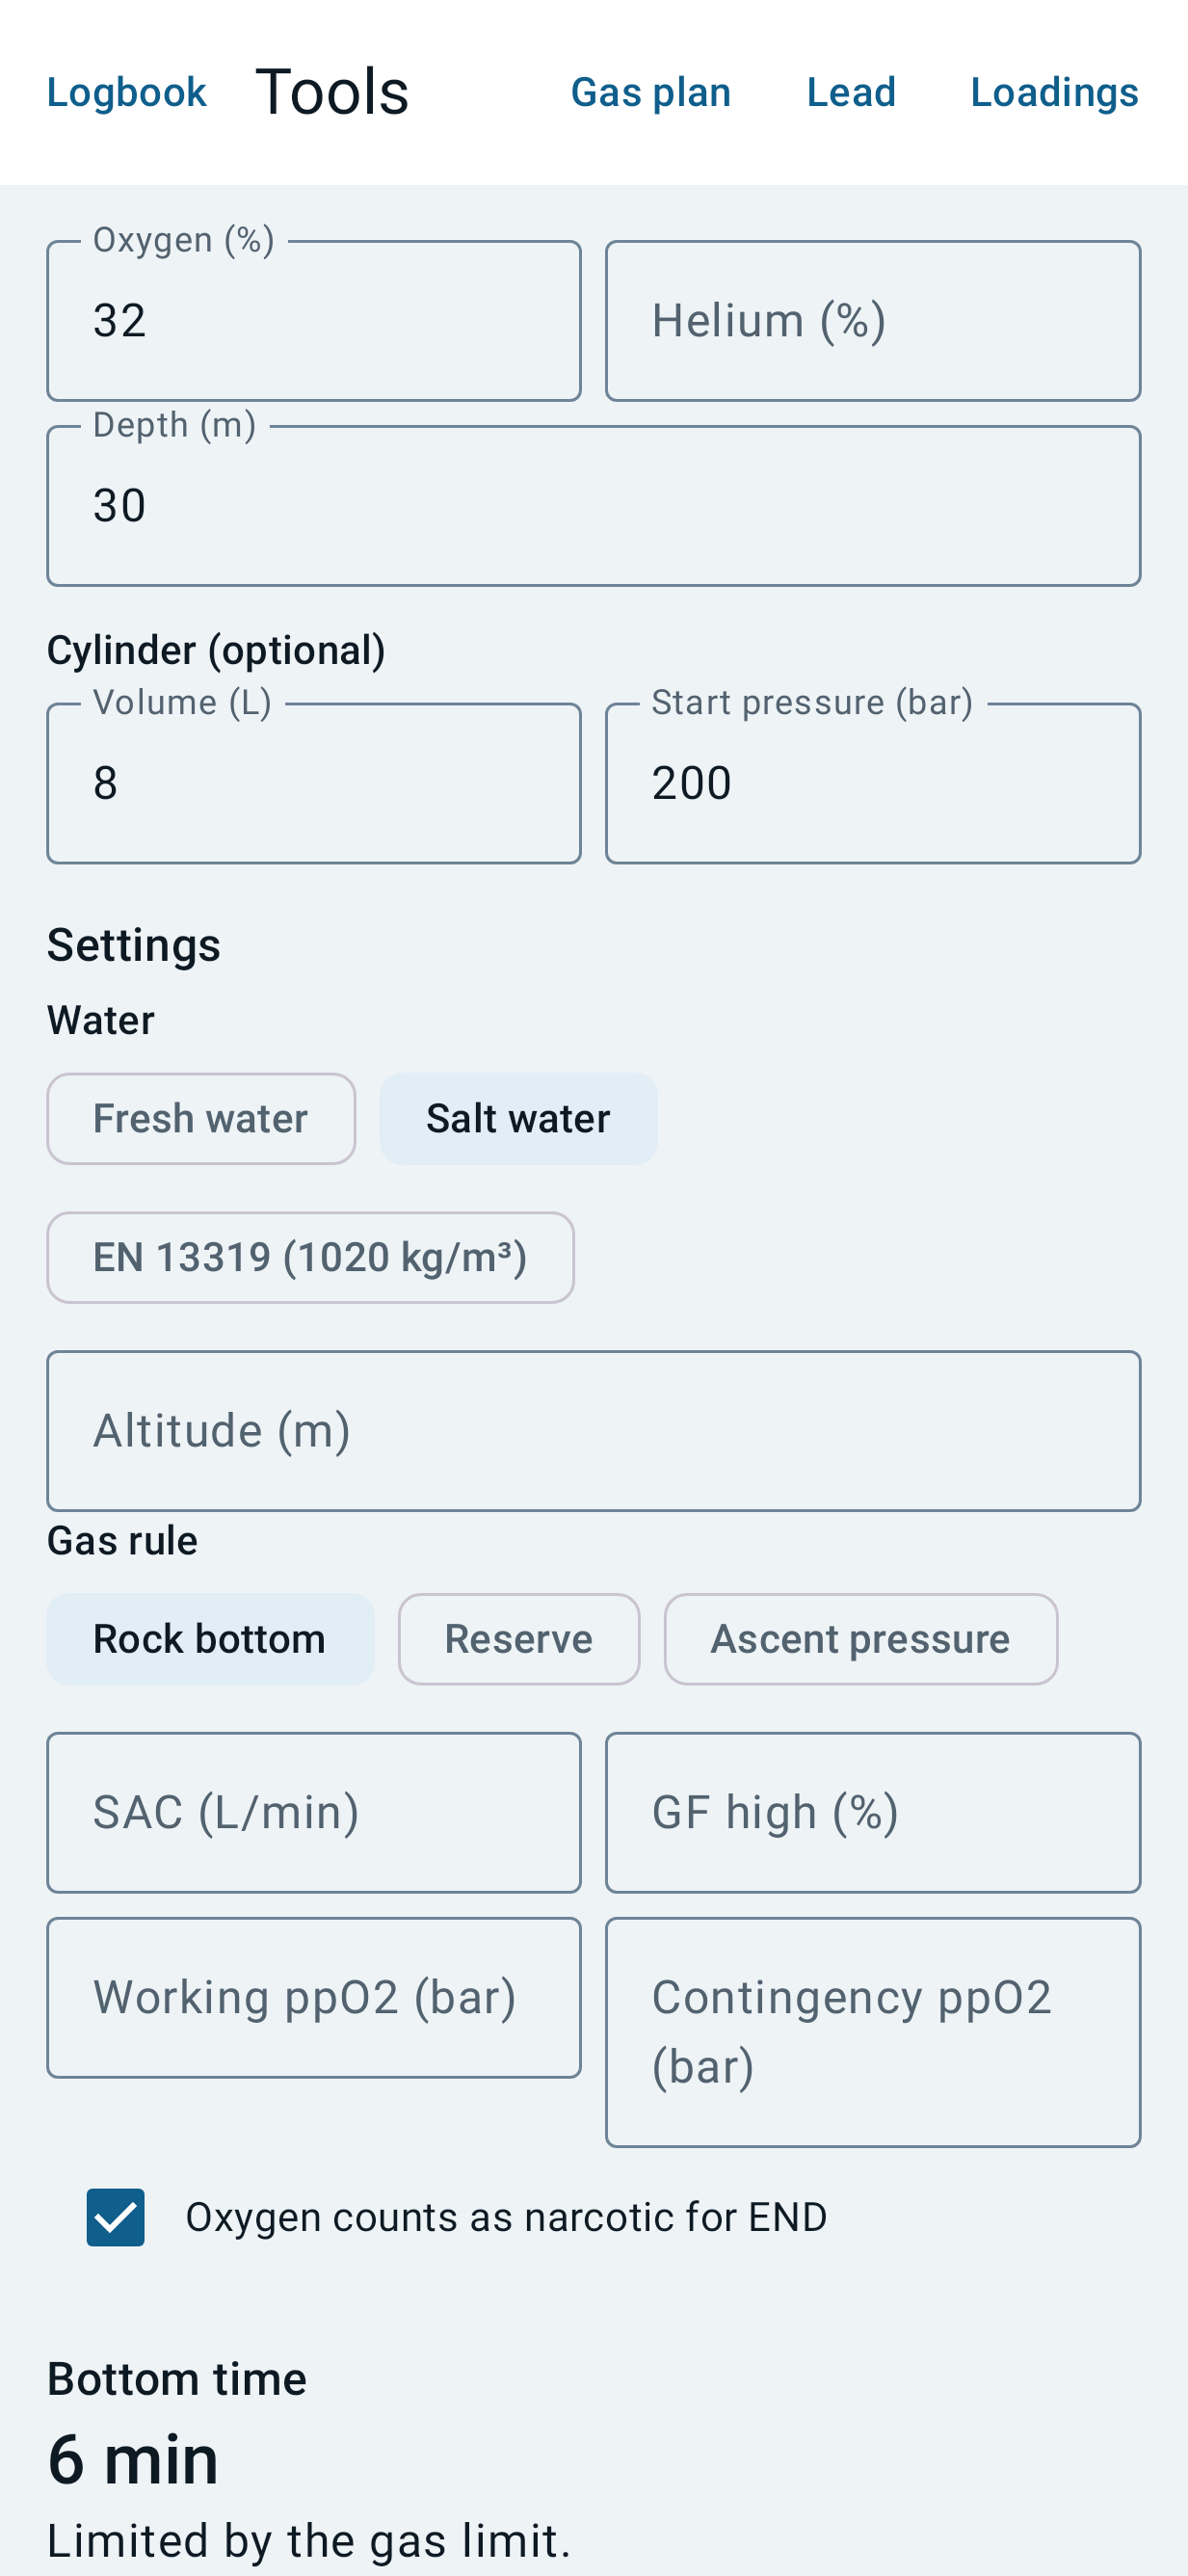 Logbook Tools Gas plan Lead Loadings
Oxygen (%)
32
Helium (%)
Depth (m)
30
Cylinder (optional)
Volume (L)
8
Start pressure (bar)
200
Settings
Water
Fresh water Salt water
EN 13319 (1020 kg/m³)
Altitude (m)
Gas rule
Rock bottom Reserve Ascent pressure
SAC (L/min) GF high (%)
Working ppO2 (bar)
Contingency ppO2
(bar)
Oxygen counts as narcotic for END
Bottom time
6 min
Limited by the gas limit.